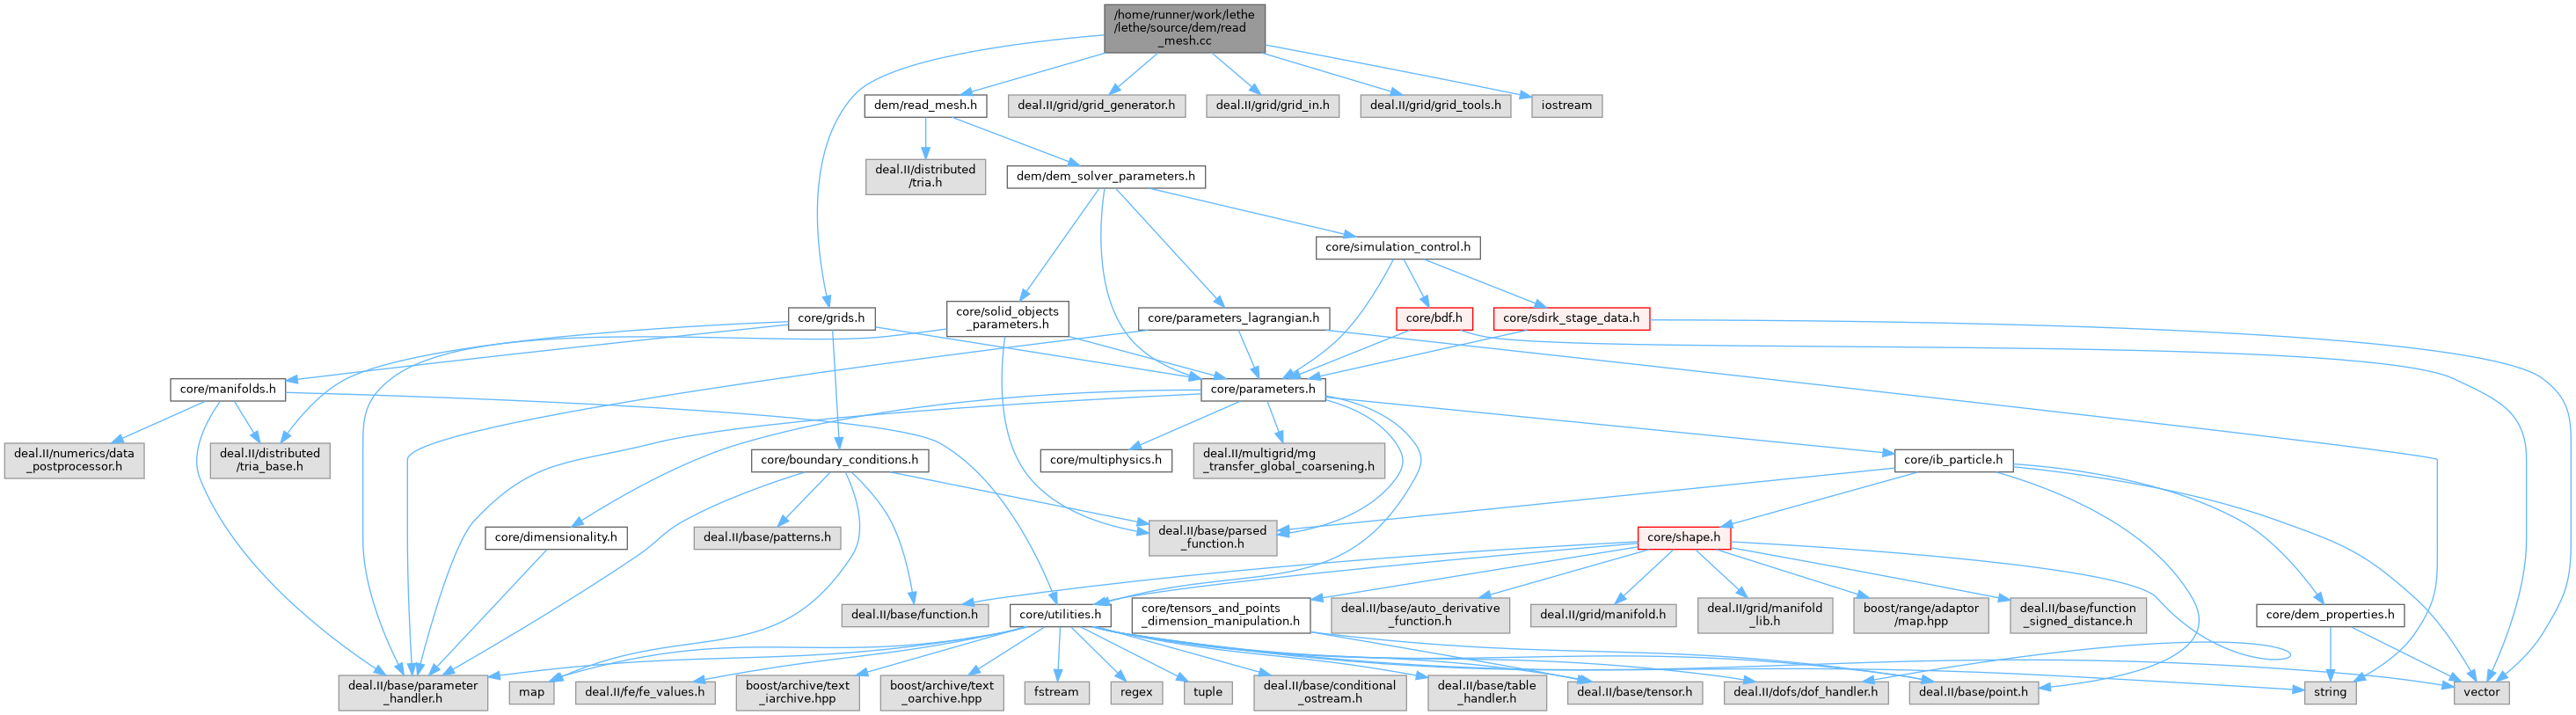 /home/runner/work/lethe
/lethe/source/dem/read
_mesh.cc
dem/read_mesh.h
deal.II/grid/grid_generator.h
deal.II/grid/grid_in.h
deal.II/grid/grid_tools.h
iostream
deal.II/distributed
/tria.h
dem/dem_solver_parameters.h
core/simulation_control.h
core/grids.h
core/solid_objects
_parameters.h
core/parameters_lagrangian.h
core/bdf.h
core/sdirk_stage_data.h
core/manifolds.h
core/parameters.h
deal.II/numerics/data
_postprocessor.h
deal.II/distributed
/tria_base.h
core/boundary_conditions.h
core/multiphysics.h
deal.II/multigrid/mg
_transfer_global_coarsening.h
core/ib_particle.h
core/dimensionality.h
deal.II/base/patterns.h
deal.II/base/parsed
_function.h
core/shape.h
deal.II/base/function.h
core/utilities.h
core/tensors_and_points
_dimension_manipulation.h
deal.II/base/auto_derivative
_function.h
deal.II/grid/manifold.h
deal.II/grid/manifold
_lib.h
boost/range/adaptor
/map.hpp
deal.II/base/function
_signed_distance.h
core/dem_properties.h
deal.II/base/parameter
_handler.h
map
deal.II/fe/fe_values.h
boost/archive/text
_iarchive.hpp
boost/archive/text
_oarchive.hpp
fstream
regex
tuple
deal.II/base/conditional
_ostream.h
deal.II/base/table
_handler.h
deal.II/base/tensor.h
deal.II/dofs/dof_handler.h
deal.II/base/point.h
string
vector